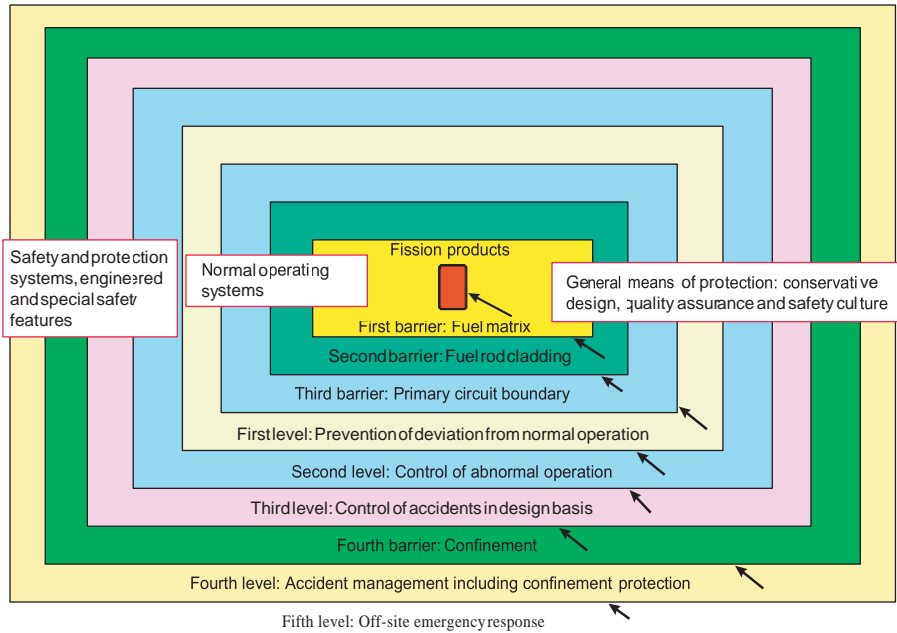 Fission products
Safety and protection
systems, engineered
and special safety
features
Normal operating
systems
General means of protection: conservative
design, quality assurance and safety culture
First barrier: Fuel matrix
Second barrier: Fuel rod cladding
Third barrier: Primary circuit boundary
First level: Prevention of deviation from normal operation
Second level: Control of abnormal operation
Third level: Control of accidents in design basis
Fourth barrier: Confinement
Fourth level: Accident management including confinement protection
Fifth level: Off-site emergency response